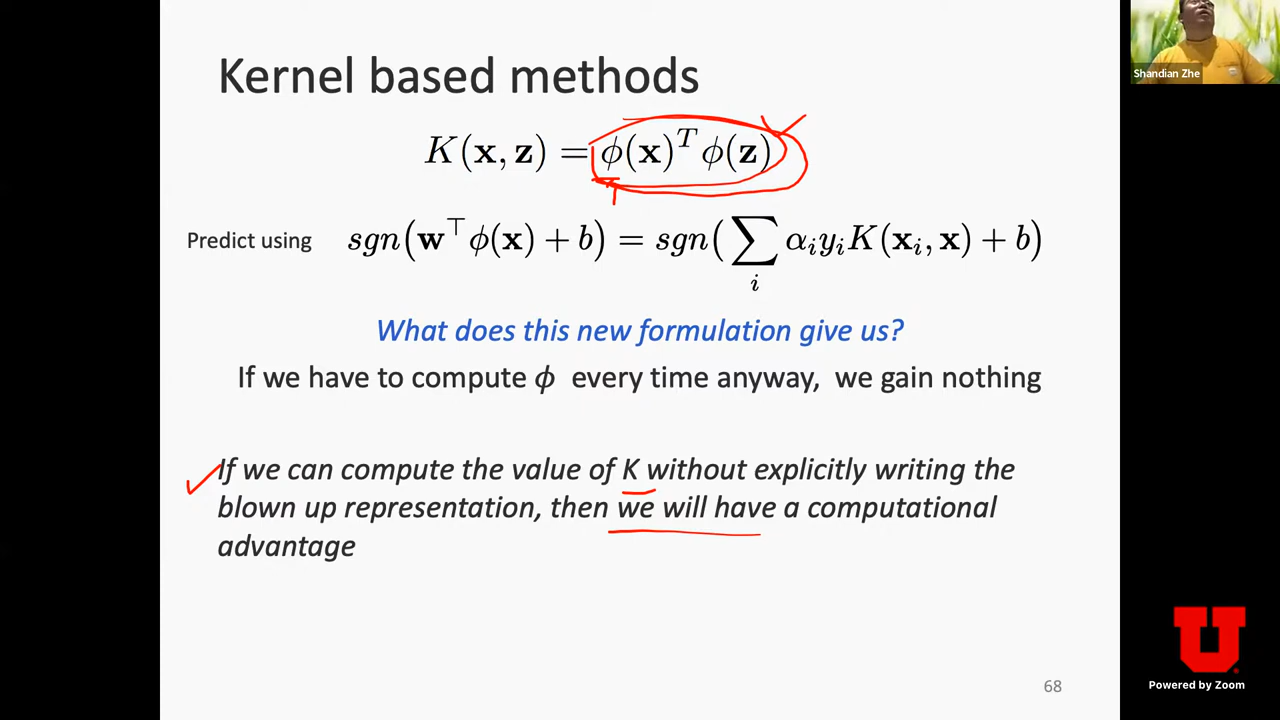 Kernel based methods
K(x, z) = ϕ(x)ᵀϕ(z)
Predict using sgn(w⊤ϕ(x) + b) = sgn(∑ᵢ αᵢyᵢK(xᵢ, x) + b)
What does this new formulation give us?
If we have to compute ϕ every time anyway, we gain nothing
If we can compute the value of K without explicitly writing the
blown up representation, then we will have a computational
advantage
68
Shandian Zhe
U
Powered by Zoom